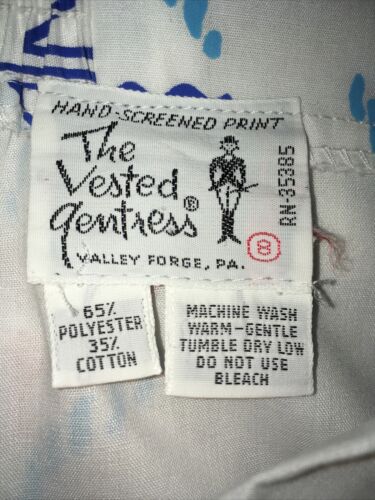 HAND-SCREENED PRINT
The
Vested
Gentress®
VALLEY FORGE, PA.
8
RN-35385
65%
POLYESTER
35%
COTTON
MACHINE WASH
WARM-GENTLE
TUMBLE DRY LOW
DO NOT USE
BLEACH